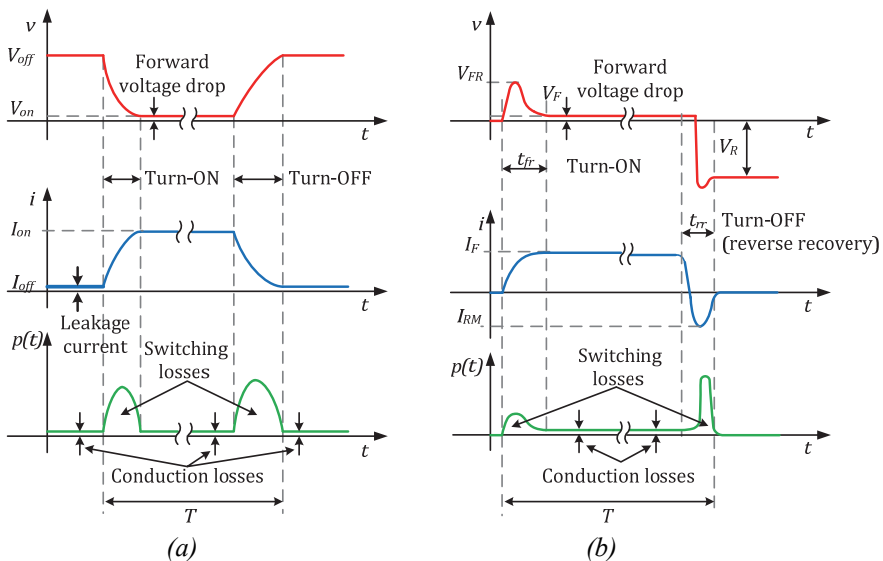 v
V_off
Forward
voltage drop
V_on
t
Turn-ON
Turn-OFF
i
I_on
I_off
t
Leakage
current
p(t)
Switching
losses
t
Conduction losses
T
(a)
v
V_FR
V_F
Forward
voltage drop
t
V_R
t_fr
Turn-ON
i
t_rr
Turn-OFF
(reverse recovery)
I_F
t
I_RM
p(t)
Switching
losses
t
Conduction losses
T
(b)